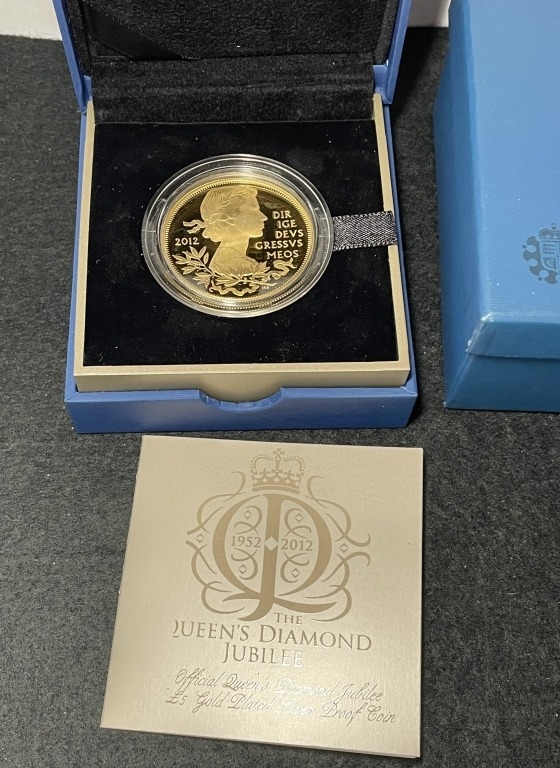 DIR
IGE
DEVS
2012 GRESSVS
MEOS
1952 2012
THE
QUEEN'S DIAMOND
JUBILEE
Official Queen's Diamond Jubilee
£5 Gold Plated Silver Proof Coin